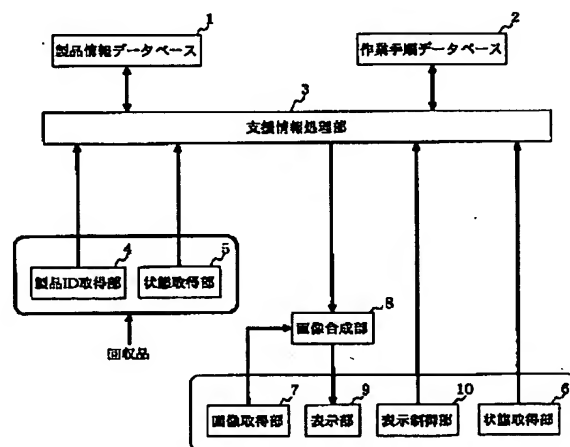 1
2
製品情報データベース
作業手順データベース
3
支援情報処理部
4
5
製品ID取得部
状態取得部
回収品
8
画像合成部
7
9
10
6
画像取得部
表示部
表示制御部
状態取得部